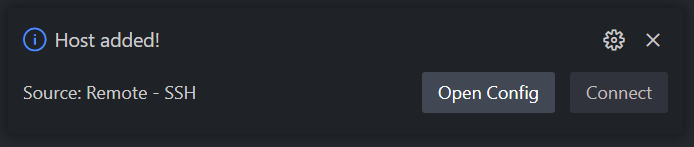 Host added!
Source: Remote - SSH
Open Config
Connect